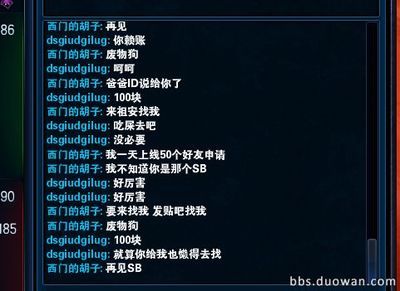 86
90
185
西门的胡子: 再见
dsgiudgilug: 你赖账
西门的胡子: 废物狗
dsgiudgilug: 呵呵
西门的胡子: 爸爸ID说给你了
dsgiudgilug: 100块
西门的胡子: 来祖安找我
dsgiudgilug: 吃屎去吧
dsgiudgilug: 没必要
西门的胡子: 我一天上线50个好友申请
西门的胡子: 我不知道你是那个SB
dsgiudgilug: 好厉害
dsgiudgilug: 好厉害
西门的胡子: 要来找我 发贴吧找我
西门的胡子: 废物狗
dsgiudgilug: 100块
dsgiudgilug: 就算你给我也懒得去找
西门的胡子: 再见SB
bbs.duowan.com